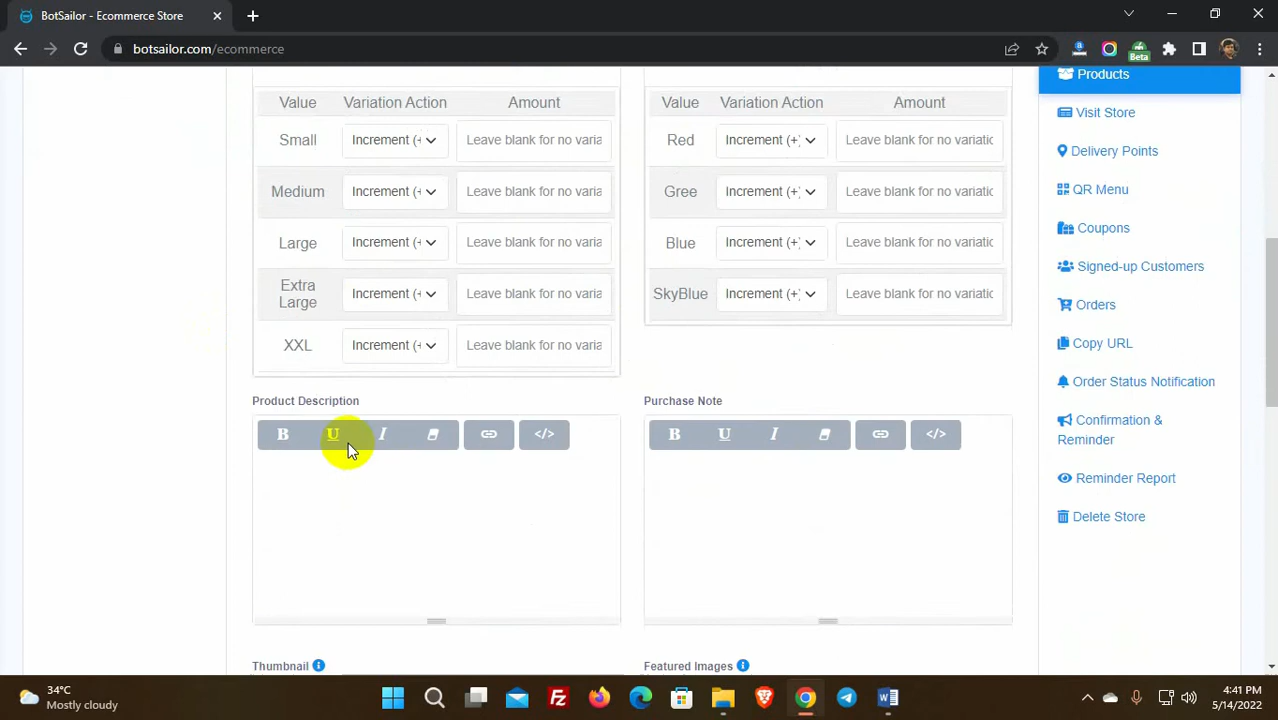 BotSailor - Ecommerce Store
botsailor.com/ecommerce
Beta
Value Variation Action Amount
Small Increment (+ Leave blank for no varia
Medium Increment (+ Leave blank for no varia
Large Increment (+ Leave blank for no varia
Extra Large Increment (+ Leave blank for no varia
XXL Increment (+ Leave blank for no varia
Value Variation Action Amount
Red Increment (+) Leave blank for no variatio
Gree Increment (+) Leave blank for no variatio
Blue Increment (+) Leave blank for no variatio
SkyBlue Increment (+) Leave blank for no variatio
Product Description
B U I </>
Purchase Note
B U I </>
Thumbnail
Featured Images
Products
Visit Store
Delivery Points
QR Menu
Coupons
Signed-up Customers
Orders
Copy URL
Order Status Notification
Confirmation &
Reminder
Reminder Report
Delete Store
34°C
Mostly cloudy
4:41 PM
5/14/2022